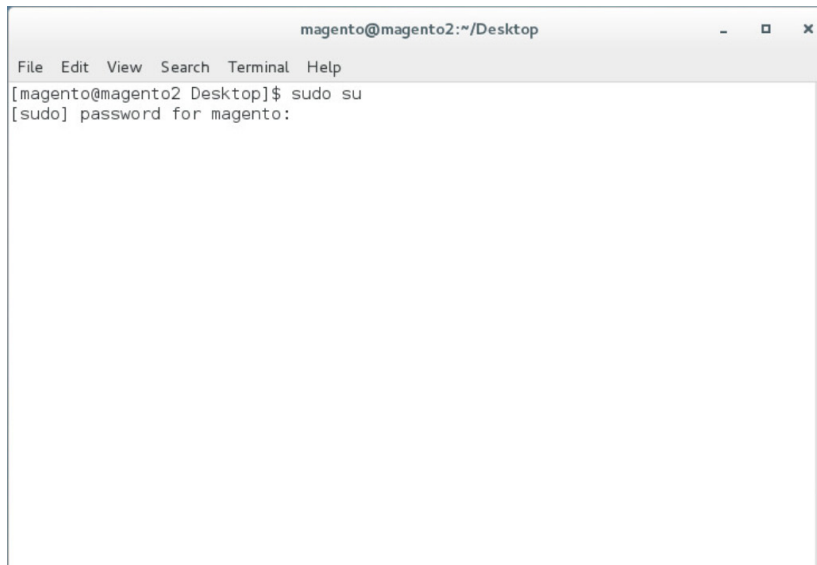 magento@magento2:~/Desktop
File Edit View Search Terminal Help
[magento@magento2 Desktop]$ sudo su
[sudo] password for magento: